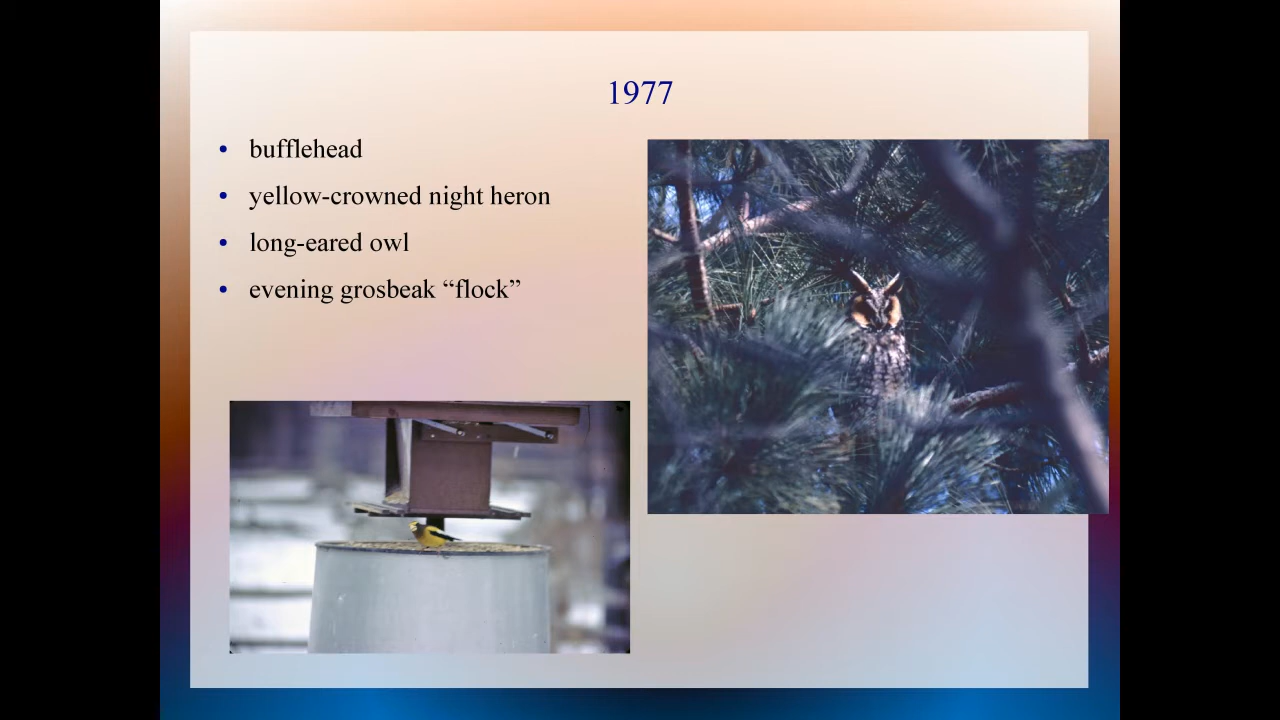 1977
• bufflehead
• yellow-crowned night heron
• long-eared owl
• evening grosbeak “flock”